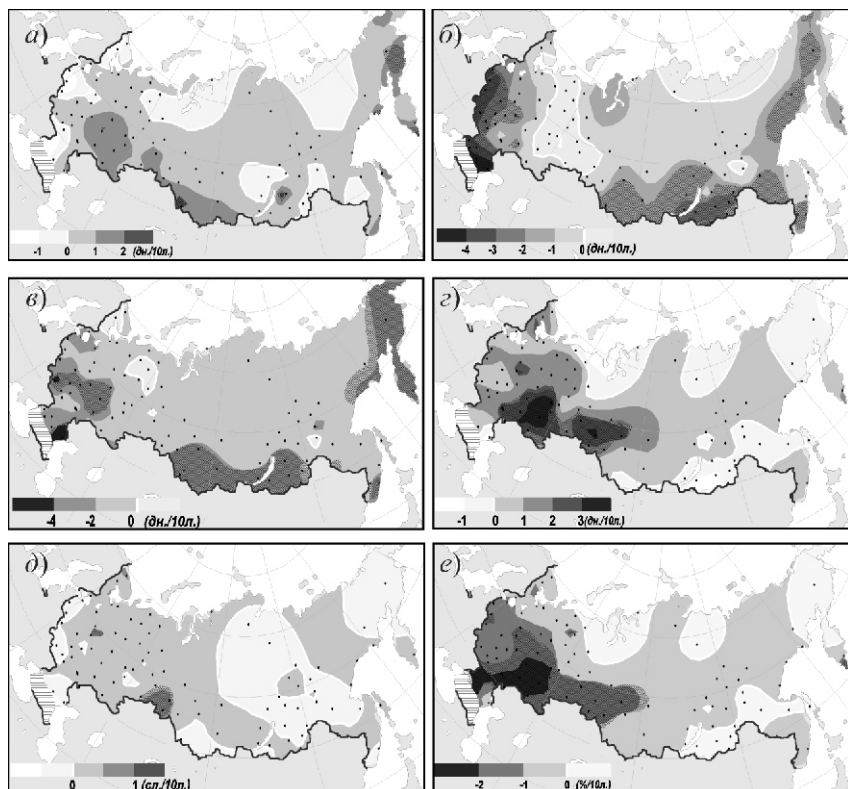 а)
-1 0 1 2 (дн./10л.)
б)
-4 -3 -2 -1 0 (дн./10л.)
в)
-4 -2 0 (дн./10л.)
г)
-1 0 1 2 3(дн./10л.)
д)
0 1 (сл./10л.)
е)
-2 -1 0 (%/10л.)